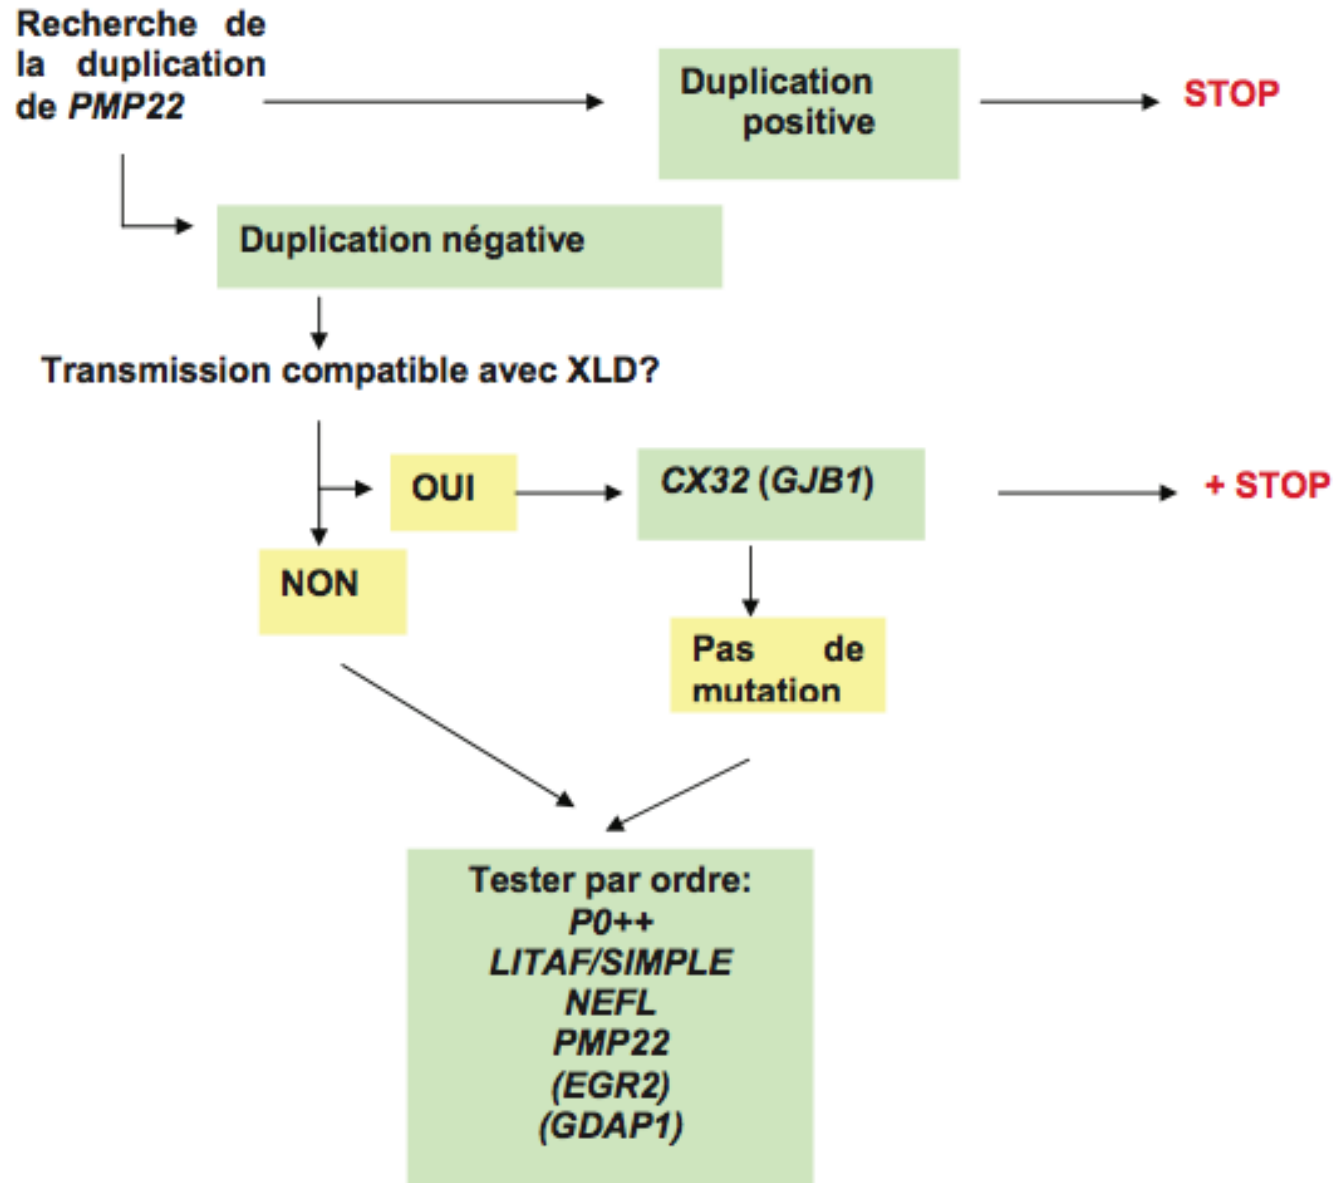 Recherche de
la duplication
de PMP22
Duplication
positive
STOP
Duplication négative
Transmission compatible avec XLD?
OUI
CX32 (GJB1)
+ STOP
NON
Pas de
mutation
Tester par ordre:
P0++
LITAF/SIMPLE
NEFL
PMP22
(EGR2)
(GDAP1)